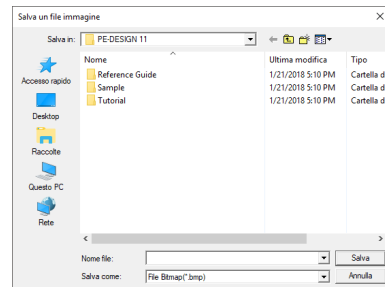 Salva un file immagine
Salva in: PE-DESIGN 11
Nome Ultima modifica Tipo
Reference Guide 1/21/2018 5:10 PM Cartella d
Sample 1/21/2018 5:10 PM Cartella d
Tutorial 1/21/2018 5:10 PM Cartella d
Accesso rapido
Desktop
Raccolte
Questo PC
Rete
Nome file: Salva
Salva come: File Bitmap(*.bmp) Annulla